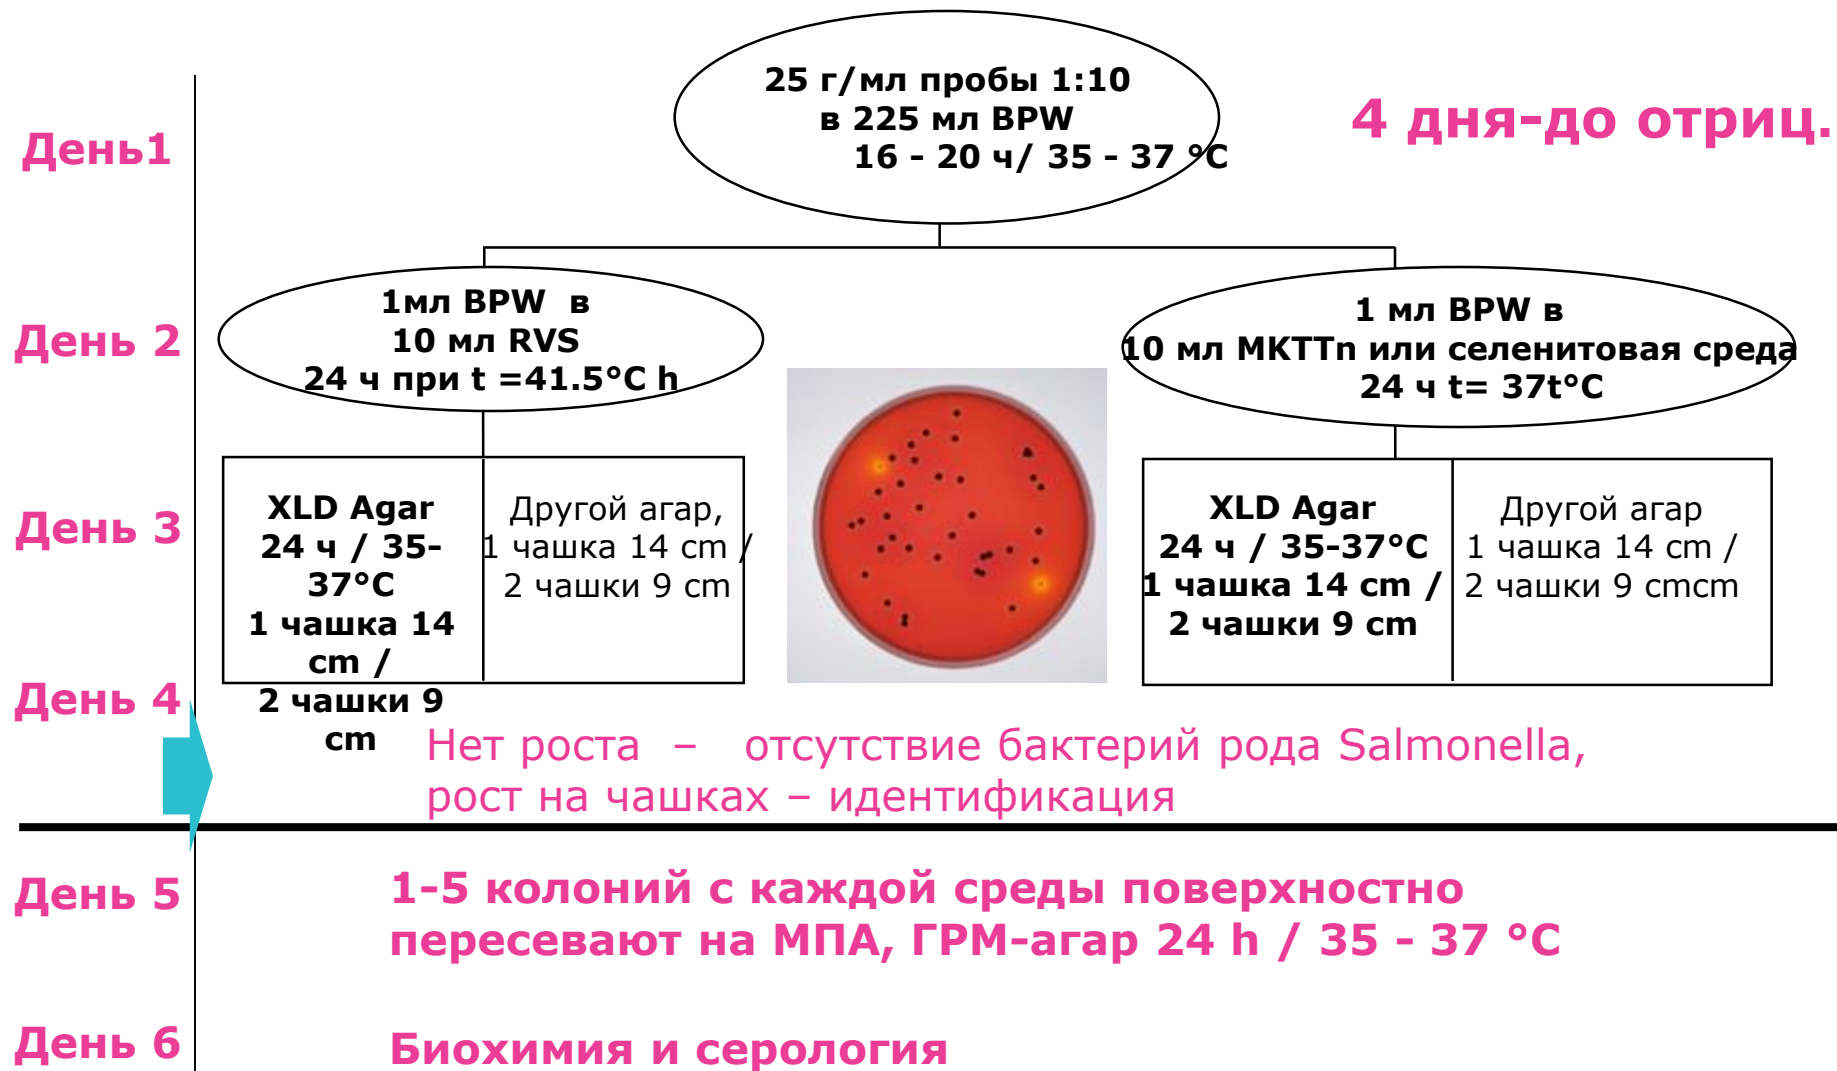 25 г/мл пробы 1:10
в 225 мл BPW
16 - 20 ч/ 35 - 37 °C
4 дня-до отриц.
День1
День 2
1мл BPW в
10 мл RVS
24 ч при t =41.5°C h
1 мл BPW в
10 мл MKTTn или селенитовая среда
24 ч t= 37t°C
День 3
XLD Agar
24 ч / 35-
37°C
1 чашка 14
cm /
2 чашки 9
cm
Другой агар,
1 чашка 14 cm /
2 чашки 9 cm
XLD Agar
24 ч / 35-37°C
1 чашка 14 cm /
2 чашки 9 cm
Другой агар
1 чашка 14 cm /
2 чашки 9 cmcm
День 4
Нет роста – отсутствие бактерий рода Salmonella,
рост на чашках – идентификация
День 5
1-5 колоний с каждой среды поверхностно
пересевают на МПА, ГРМ-агар 24 h / 35 - 37 °C
День 6
Биохимия и серология